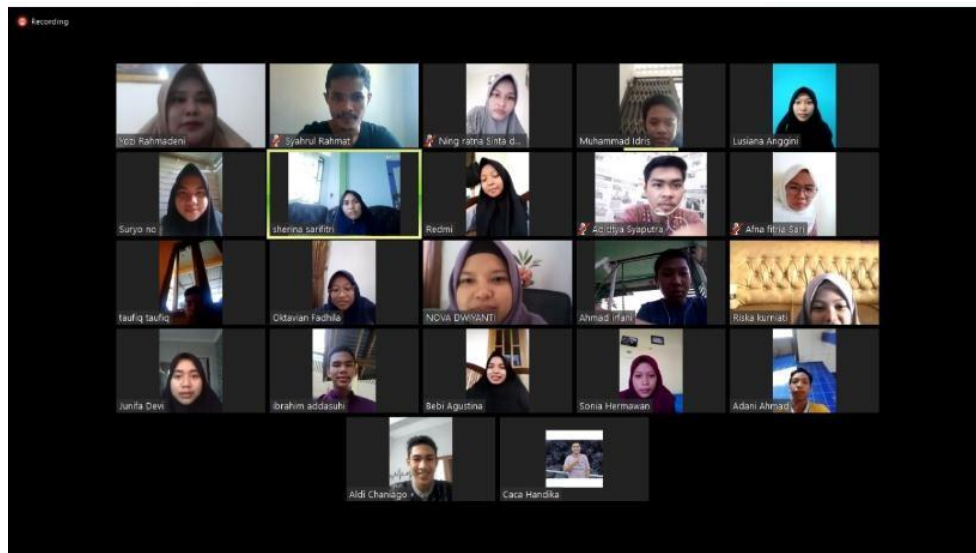 Recording
Yozi Rahmadeni
Syahrul Rahmat
Ning ratna Sinta d...
Muhammad Idris
Lusiana Anggini
Suryo no
sherina sarifitri
Redmi
Adidtya Syaputra
Afna fitria Sari
taufiq taufiq
Oktavian Fadhila
NOVA DWIYANTI
Ahmad irfani
Riska kurniati
Junifa Devi
ibrahim addasuhi
Bebi Agustina
Sonia Hermawan
Adani Ahmad
Aldi Chaniago
Caca Handika